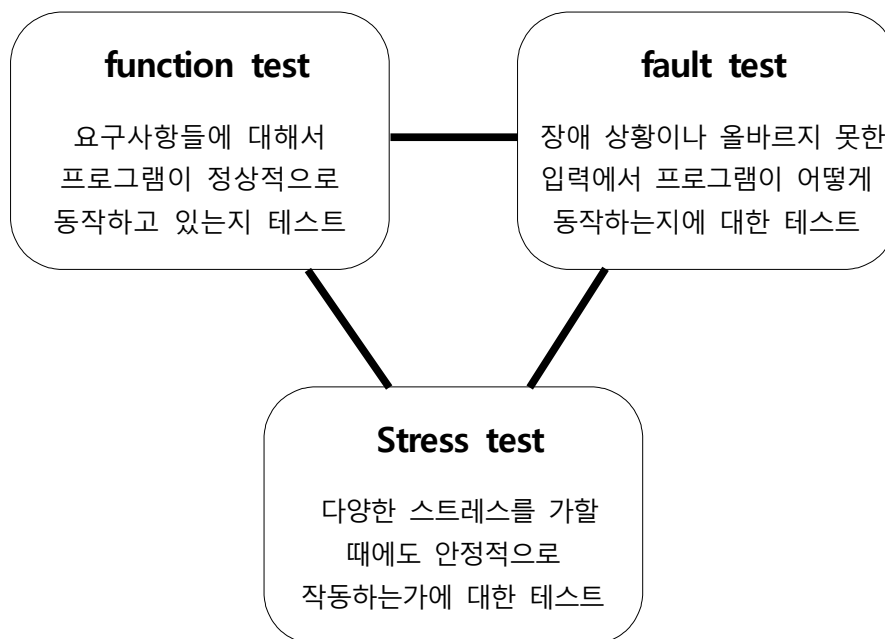 function test
요구사항들에 대해서
프로그램이 정상적으로
동작하고 있는지 테스트
fault test
장애 상황이나 올바르지 못한
입력에서 프로그램이 어떻게
동작하는지에 대한 테스트
Stress test
다양한 스트레스를 가할
때에도 안정적으로
작동하는가에 대한 테스트